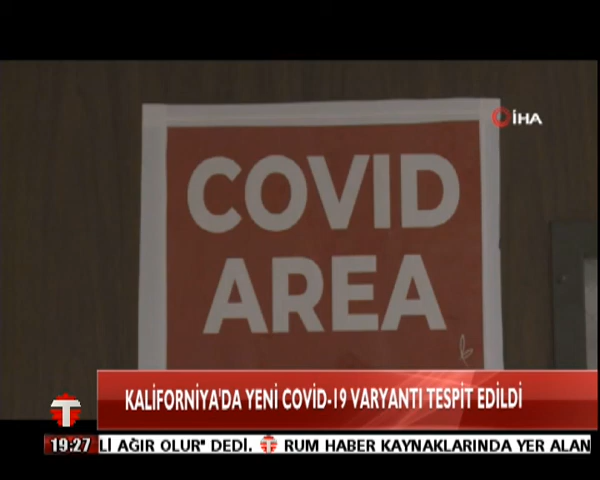 İHA
COVID
AREA
KALİFORNİYA'DA YENİ COVİD-19 VARYANTI TESPİT EDİLDİ
19:27 LI AĞIR OLUR" DEDİ. RUM HABER KAYNAKLARINDA YER ALAN